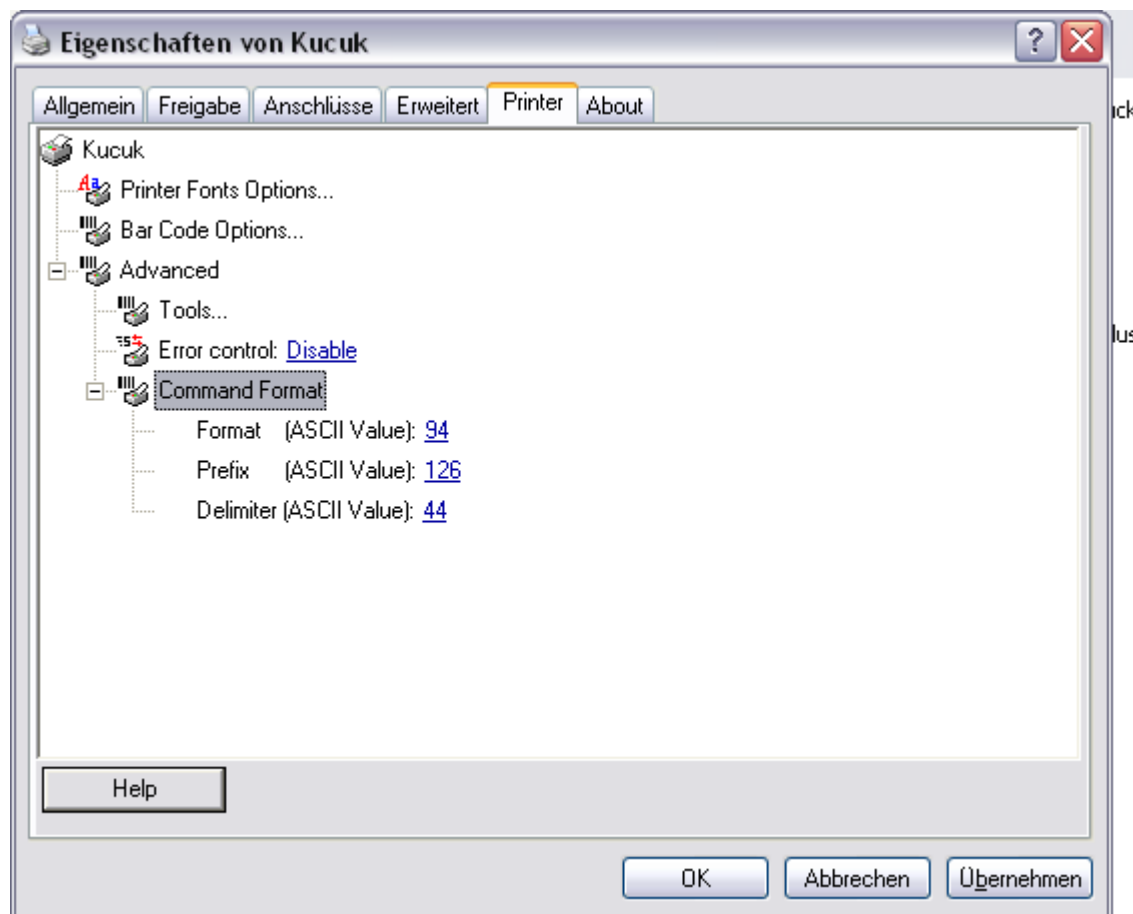 Eigenschaften von Kucuk
Allgemein Freigabe Anschlüsse Erweitert Printer About
Kucuk
Printer Fonts Options...
Bar Code Options...
Advanced
Tools...
Error control: Disable
Command Format
Format (ASCII Value): 94
Prefix (ASCII Value): 126
Delimiter (ASCII Value): 44
Help
OK Abbrechen Übernehmen